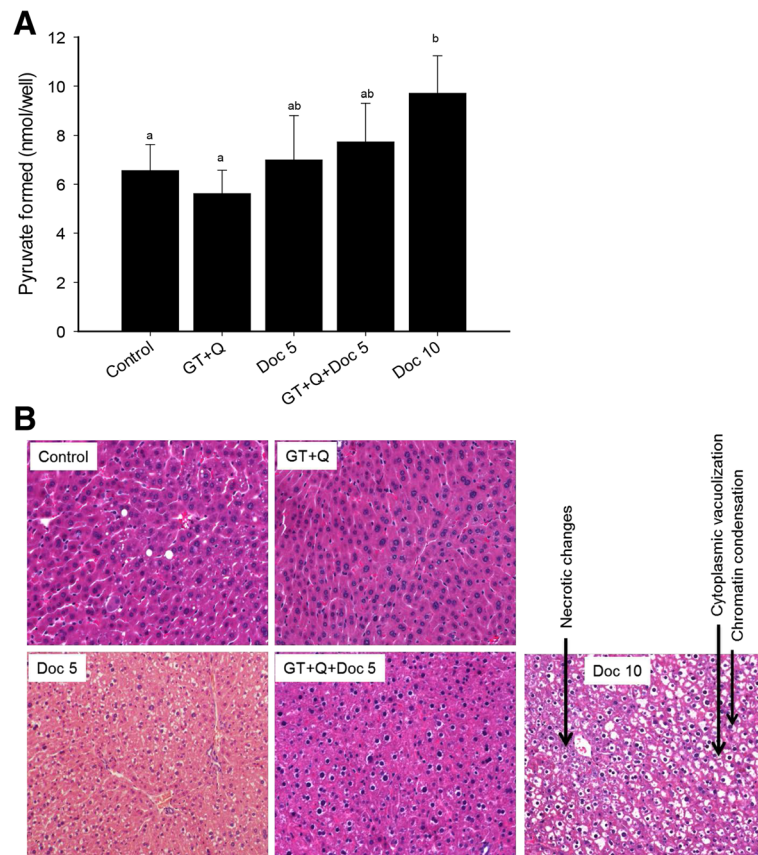 A
Pyruvate formed (nmol/well)
12
10
8
6
4
2
0
a
a
ab
ab
b
Control
GT+Q
Doc 5
GT+Q+Doc 5
Doc 10
B
Control
GT+Q
Doc 5
GT+Q+Doc 5
Doc 10
Necrotic changes
Cytoplasmic vacuolization
Chromatin condensation